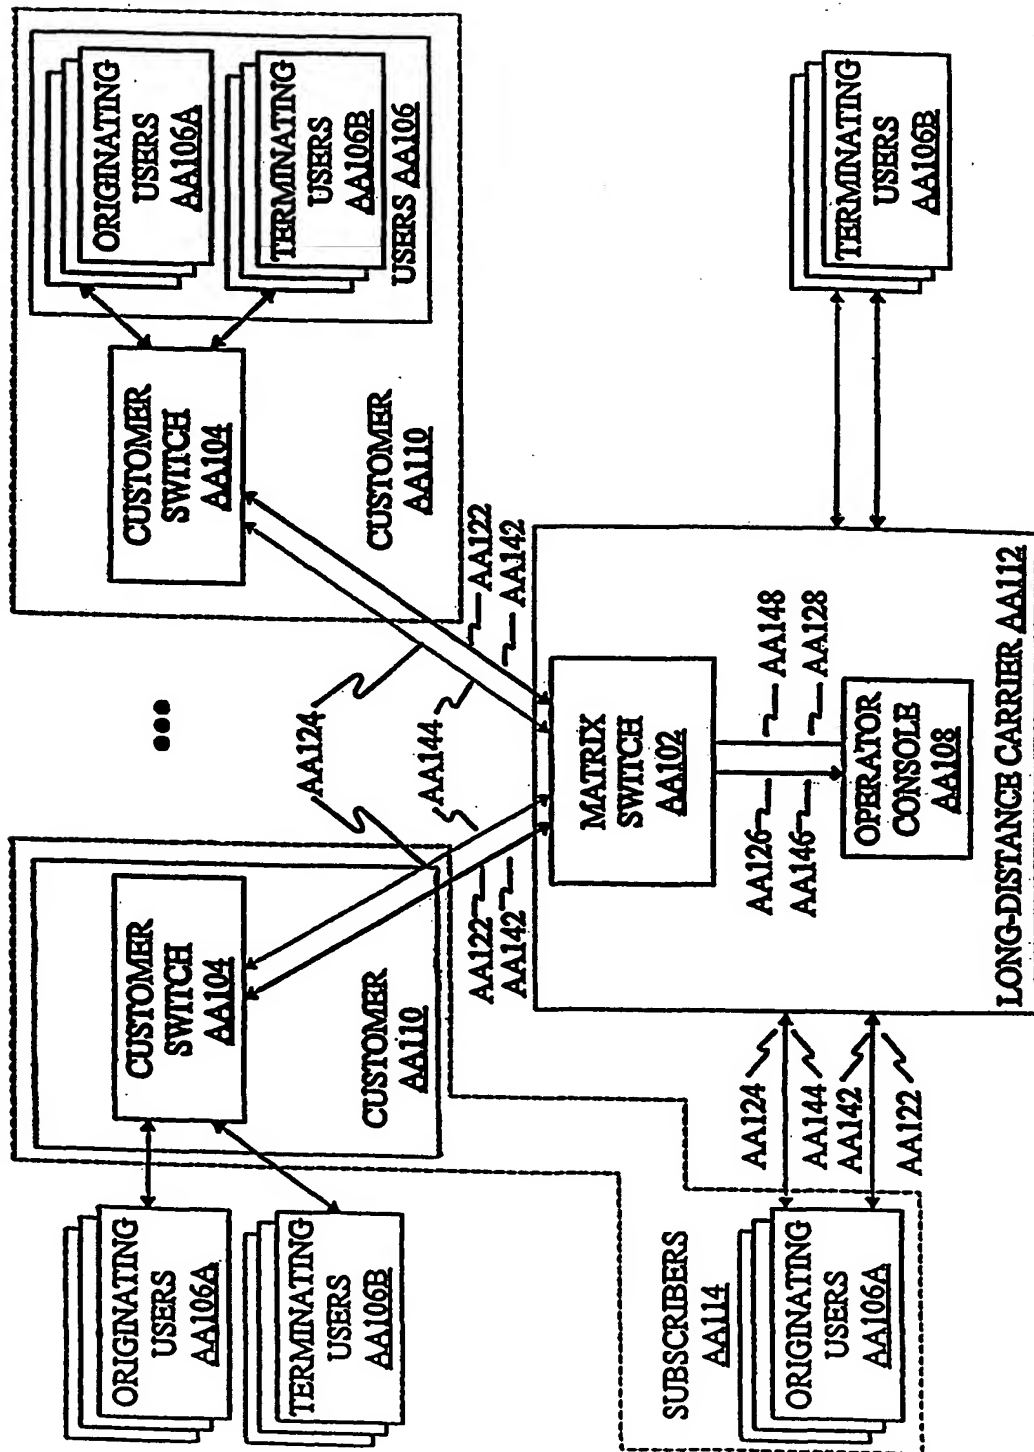 ORIGINATING
USERS
AA106A
TERMINATING
USERS
AA106B
CUSTOMER
SWITCH
AA104
CUSTOMER
AA110
•••
CUSTOMER
SWITCH
AA104
CUSTOMER
AA110
ORIGINATING
USERS
AA106A
TERMINATING
USERS
AA106B
USERS AA106
AA124
AA144
AA122
AA142
AA122
AA142
SUBSCRIBERS
AA114
ORIGINATING
USERS
AA106A
AA124
AA144
AA142
AA122
MATRIX
SWITCH
AA102
AA126
AA146
AA148
AA128
OPERATOR
CONSOLE
AA108
LONG-DISTANCE CARRIER AA112
TERMINATING
USERS
AA106B